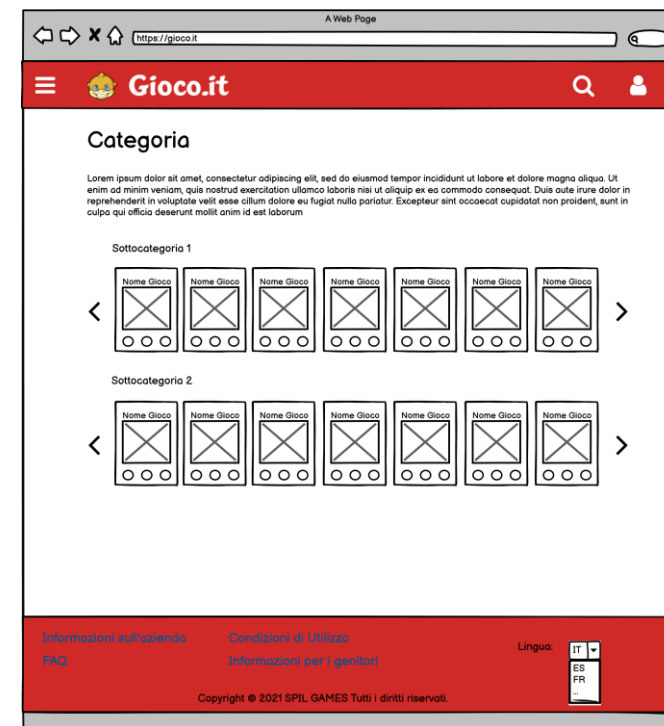 A Web Page
https://gioco.it
Gioco.it
Categoria
Lorem ipsum dolor sit amet, consectetur adipiscing elit, sed do eiusmod tempor incididunt ut labore et dolore magna aliqua. Ut
enim ad minim veniam, quis nostrud exercitation ullamco laboris nisi ut aliquip ex ea commodo consequat. Duis aute irure dolor in
reprehenderit in voluptate velit esse cillum dolore eu fugiat nulla pariatur. Excepteur sint occaecat cupidatat non proident, sunt in
culpa qui officia deserunt mollit anim id est laborum
Sottocategoria 1
Nome Gioco Nome Gioco Nome Gioco Nome Gioco Nome Gioco Nome Gioco Nome Gioco
Sottocategoria 2
Nome Gioco Nome Gioco Nome Gioco Nome Gioco Nome Gioco Nome Gioco Nome Gioco
Informazioni sull'azienda Condizioni di Utilizzo
Lingua: IT
FAQ Informazioni per i genitori
ES
FR
...
Copyright © 2021 SPIL GAMES Tutti i diritti riservati.